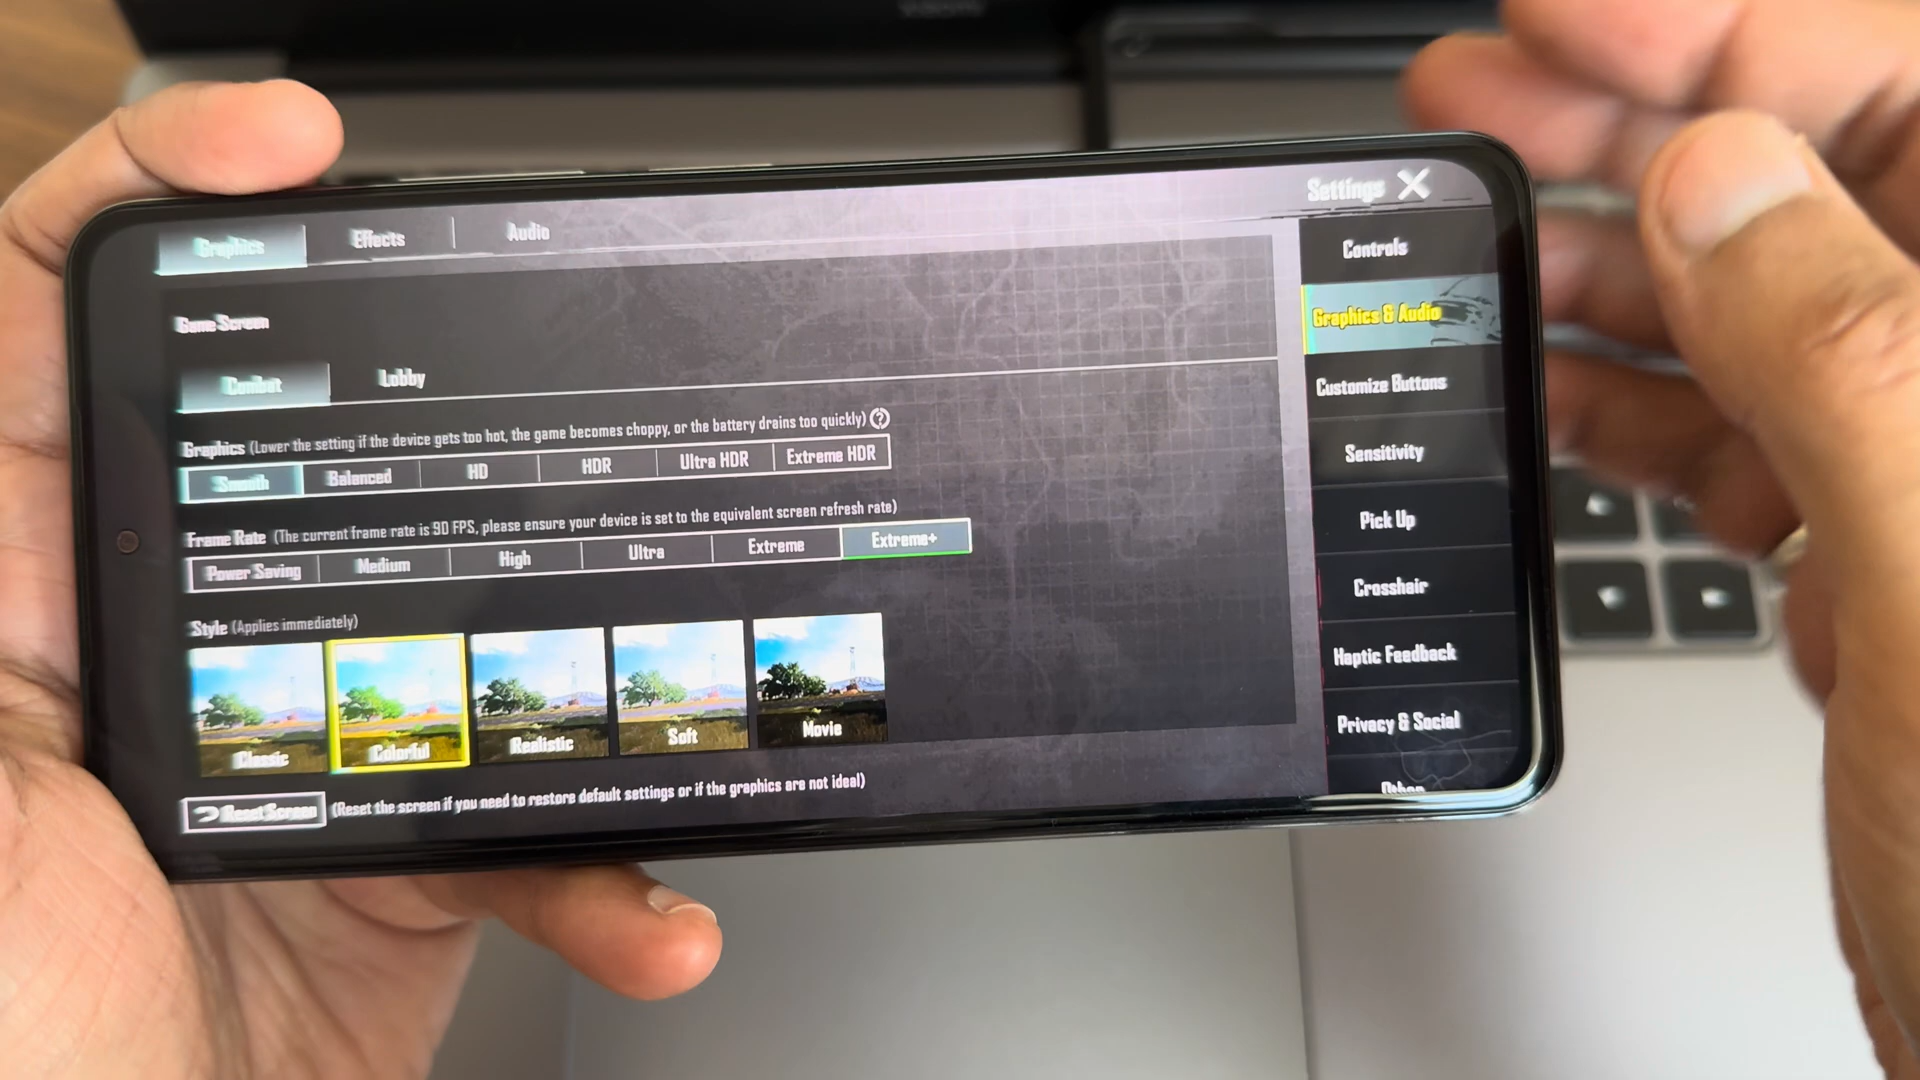 Settings
Graphics
Effects
Audio
Game Screen
Combat
Lobby
Graphics (Lower the setting if the device gets too hot, the game becomes choppy, or the battery drains too quickly) ?
Smooth
Balanced
HD
HDR
Ultra HDR
Extreme HDR
Frame Rate (The current frame rate is 90 FPS, please ensure your device is set to the equivalent screen refresh rate)
Power Saving
Medium
High
Ultra
Extreme
Extreme+
Style (Applies immediately)
Classic
Colorful
Realistic
Soft
Movie
Reset Screen
(Reset the screen if you need to restore default settings or if the graphics are not ideal)
Controls
Graphics & Audio
Customize Buttons
Sensitivity
Pick Up
Crosshair
Haptic Feedback
Privacy & Social
Other